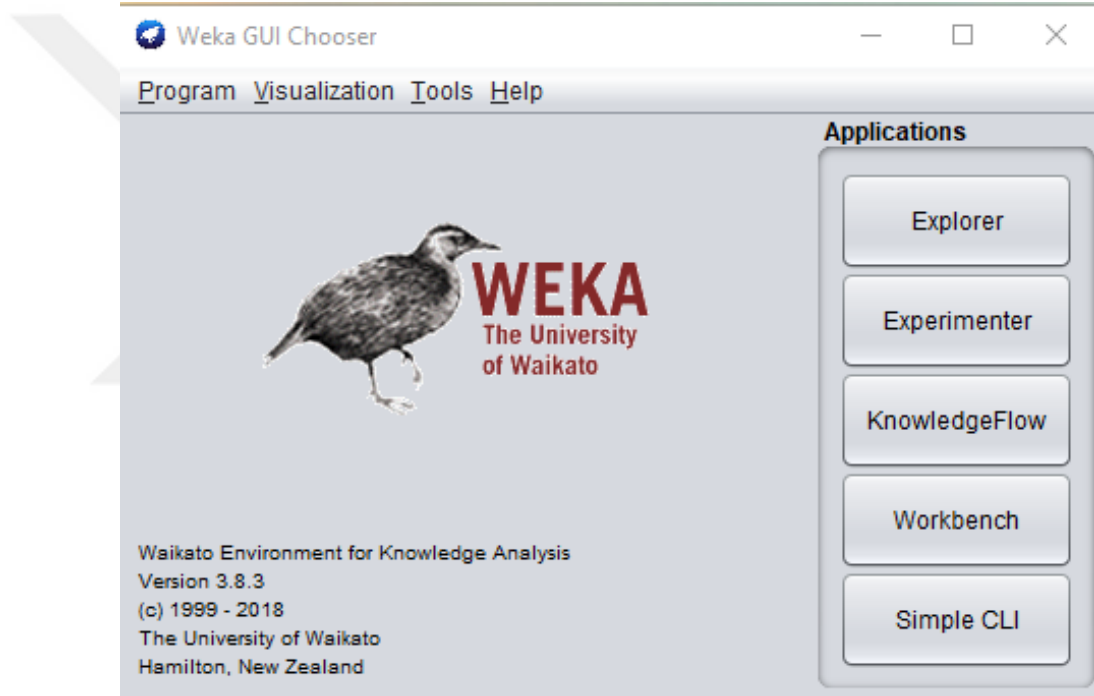 Weka GUI Chooser
Program Visualization Tools Help
Applications
Explorer
Experimenter
KnowledgeFlow
Workbench
Simple CLI
WEKA
The University
of Waikato
Waikato Environment for Knowledge Analysis
Version 3.8.3
(c) 1999 - 2018
The University of Waikato
Hamilton, New Zealand